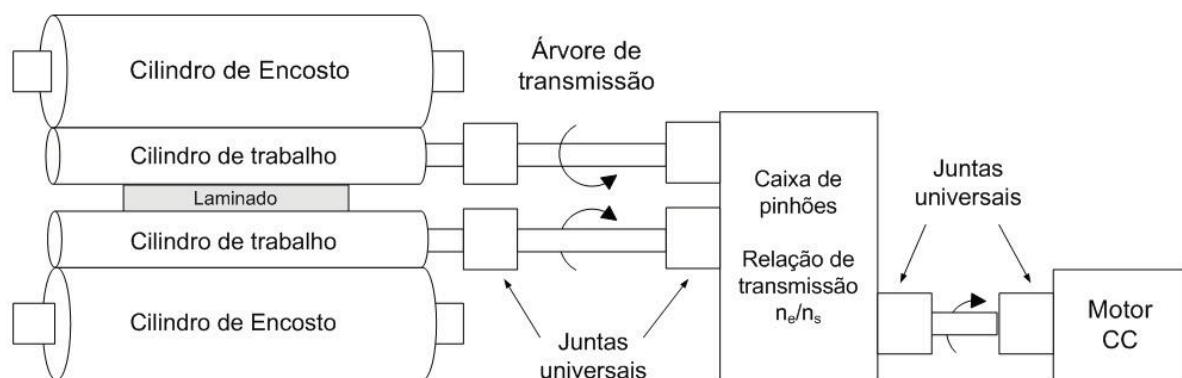 Cilindro de Encosto
Árvore de
transmissão
Cilindro de trabalho
Laminado
Cilindro de trabalho
Cilindro de Encosto
Juntas
universais
Caixa de
pinhões
Relação de
transmissão
nₑ/nₛ
Juntas
universais
Motor
CC